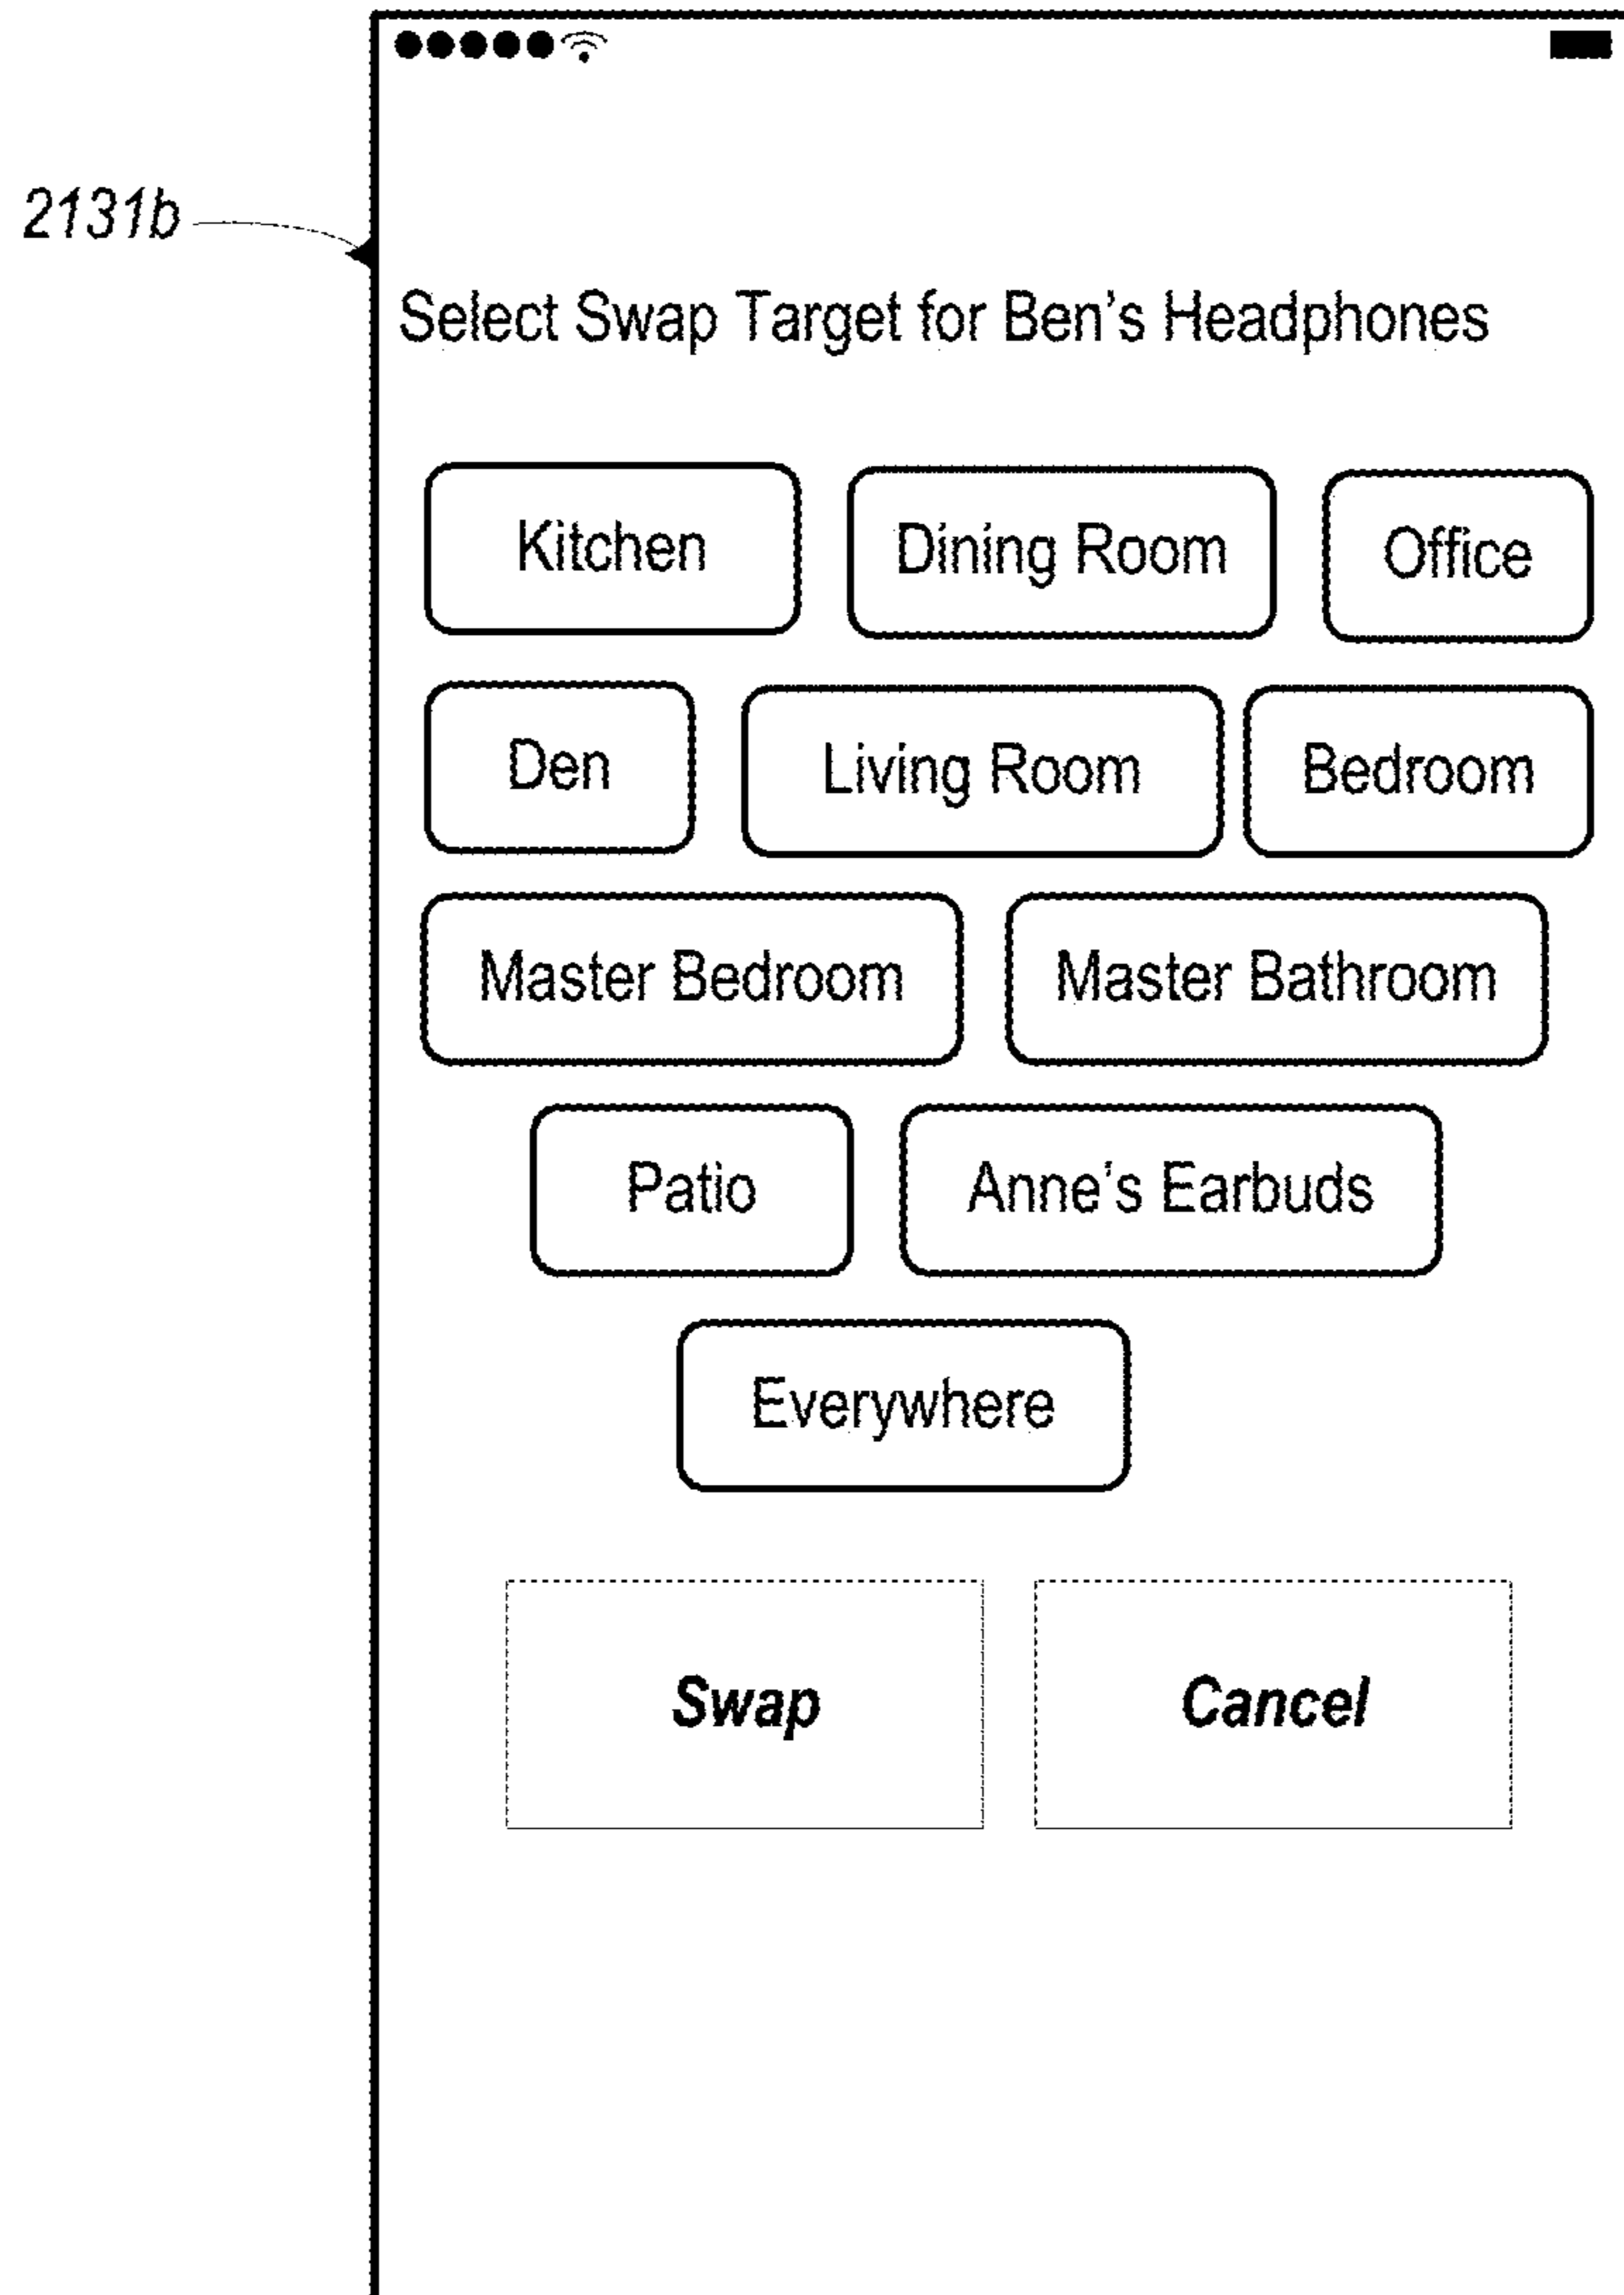 2131b
Select Swap Target for Ben's Headphones
Kitchen Dining Room Office
Den Living Room Bedroom
Master Bedroom Master Bathroom
Patio Anne's Earbuds
Everywhere
Swap Cancel